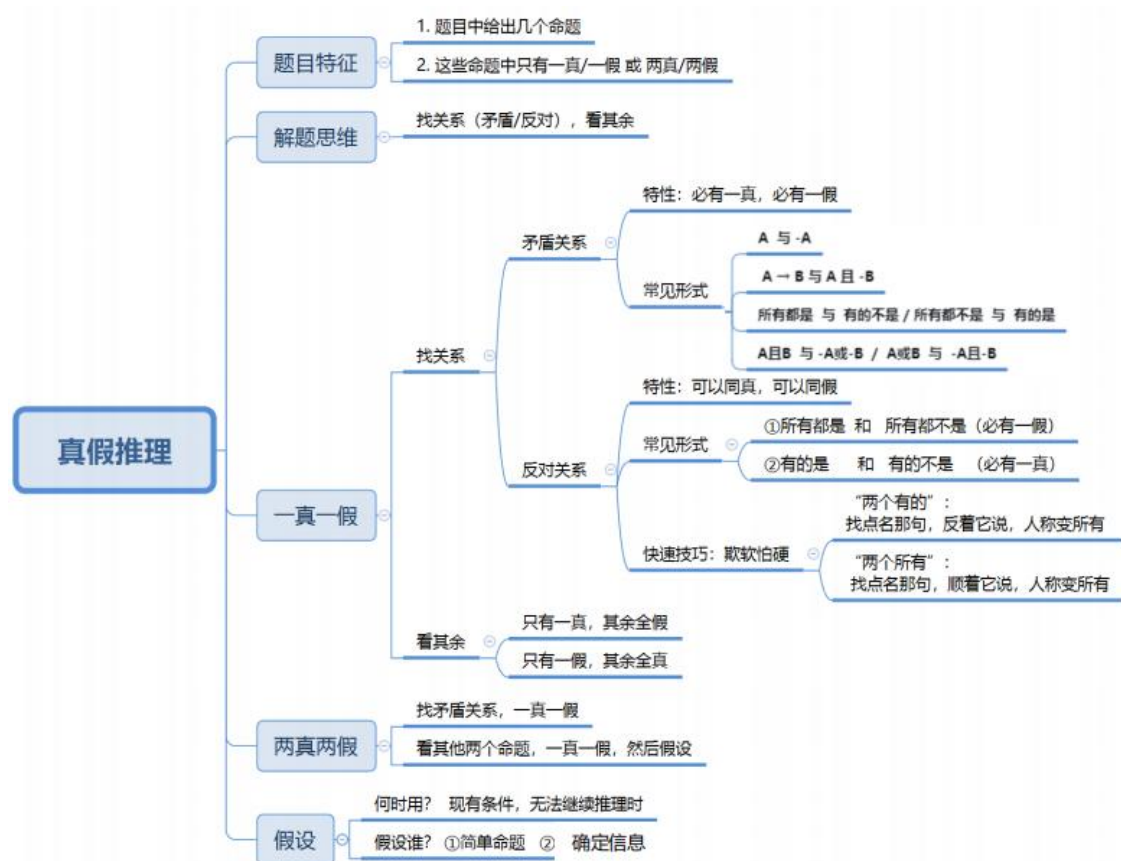 真假推理
题目特征
1. 题目中给出几个命题
2. 这些命题中只有一真/一假 或 两真/两假
解题思维
找关系（矛盾/反对），看其余
一真一假
找关系
矛盾关系
特性：必有一真，必有一假
常见形式
A 与 -A
A → B 与 A 且 -B
所有都是 与 有的不是 / 所有都不是 与 有的是
A且B 与 -A或-B / A或B 与 -A且-B
反对关系
特性：可以同真，可以同假
常见形式
①所有都是 和 所有都不是（必有一假）
②有的是 和 有的不是 （必有一真）
快速技巧：欺软怕硬
“两个有的”：
找点名那句，反着它说，人称变所有
“两个所有”：
找点名那句，顺着它说，人称变所有
看其余
只有一真，其余全假
只有一假，其余全真
两真两假
找矛盾关系，一真一假
看其他两个命题，一真一假，然后假设
假设
何时用？ 现有条件，无法继续推理时
假设谁？ ①简单命题 ② 确定信息